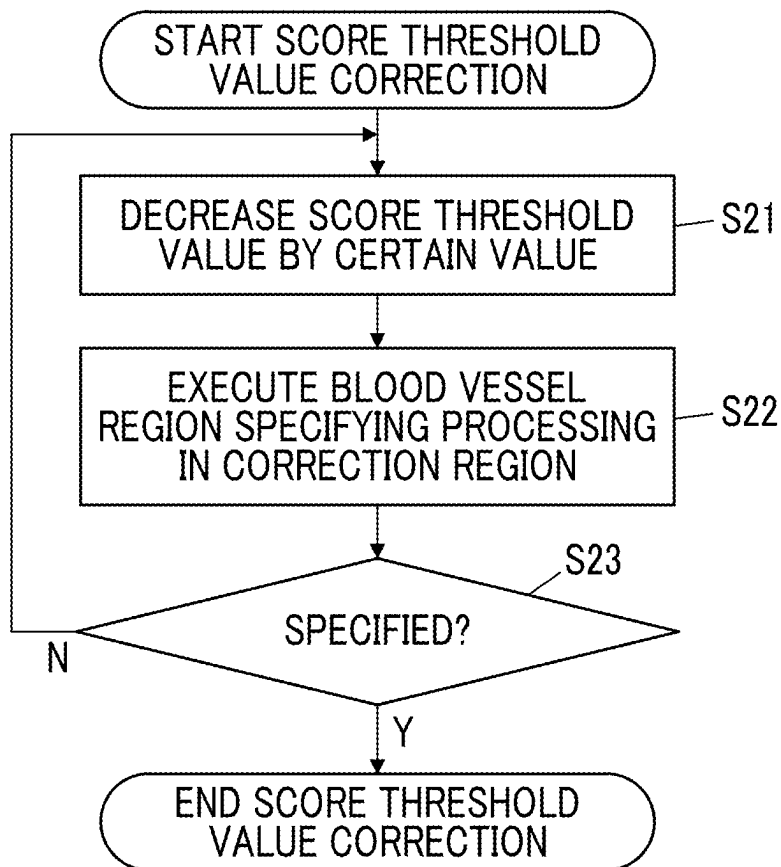 START SCORE THRESHOLD
VALUE CORRECTION
DECREASE SCORE THRESHOLD
VALUE BY CERTAIN VALUE
S21
EXECUTE BLOOD VESSEL
REGION SPECIFYING PROCESSING
IN CORRECTION REGION
S22
S23
SPECIFIED?
N
Y
END SCORE THRESHOLD
VALUE CORRECTION